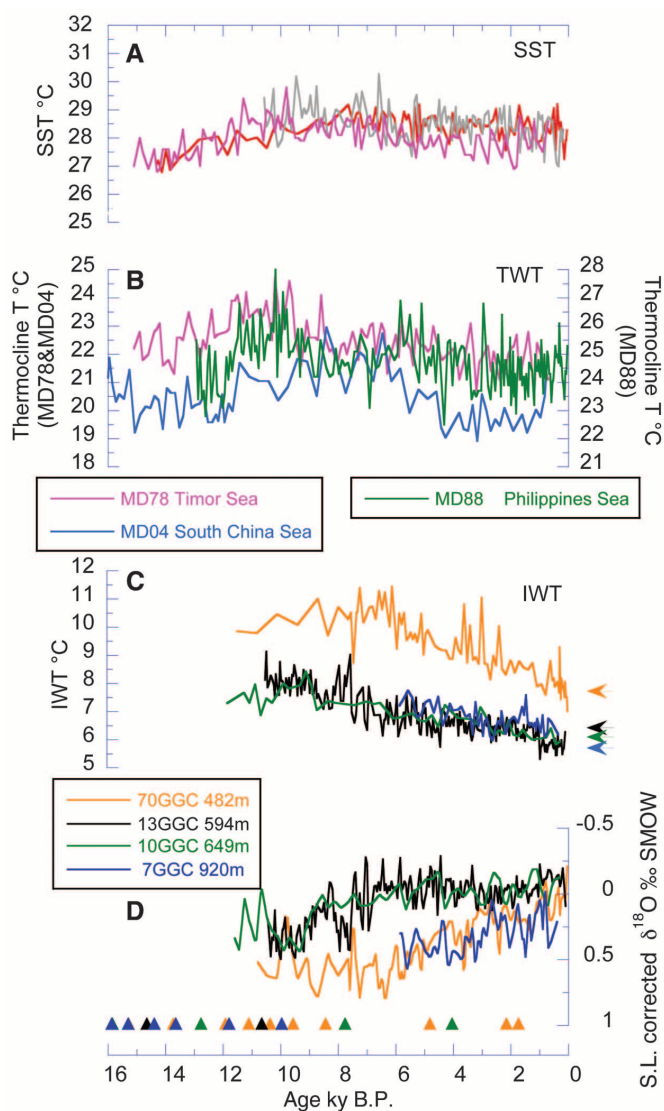 A
SST
32
31
30
29
28
27
26
25
SST °C
B
TWT
25
24
23
22
21
20
19
18
Thermocline T °C
(MD78&MD04)
28
27
26
25
24
23
22
21
Thermocline T °C
(MD88)
MD78 Timor Sea
MD04 South China Sea
MD88 Philippines Sea
C
IWT
12
11
10
9
8
7
6
5
IWT °C
70GGC 482m
13GGC 594m
10GGC 649m
7GGC 920m
D
-0.5
0
0.5
1
S.L. corrected δ18O ‰ SMOW
16 14 12 10 8 6 4 2 0
Age ky B.P.